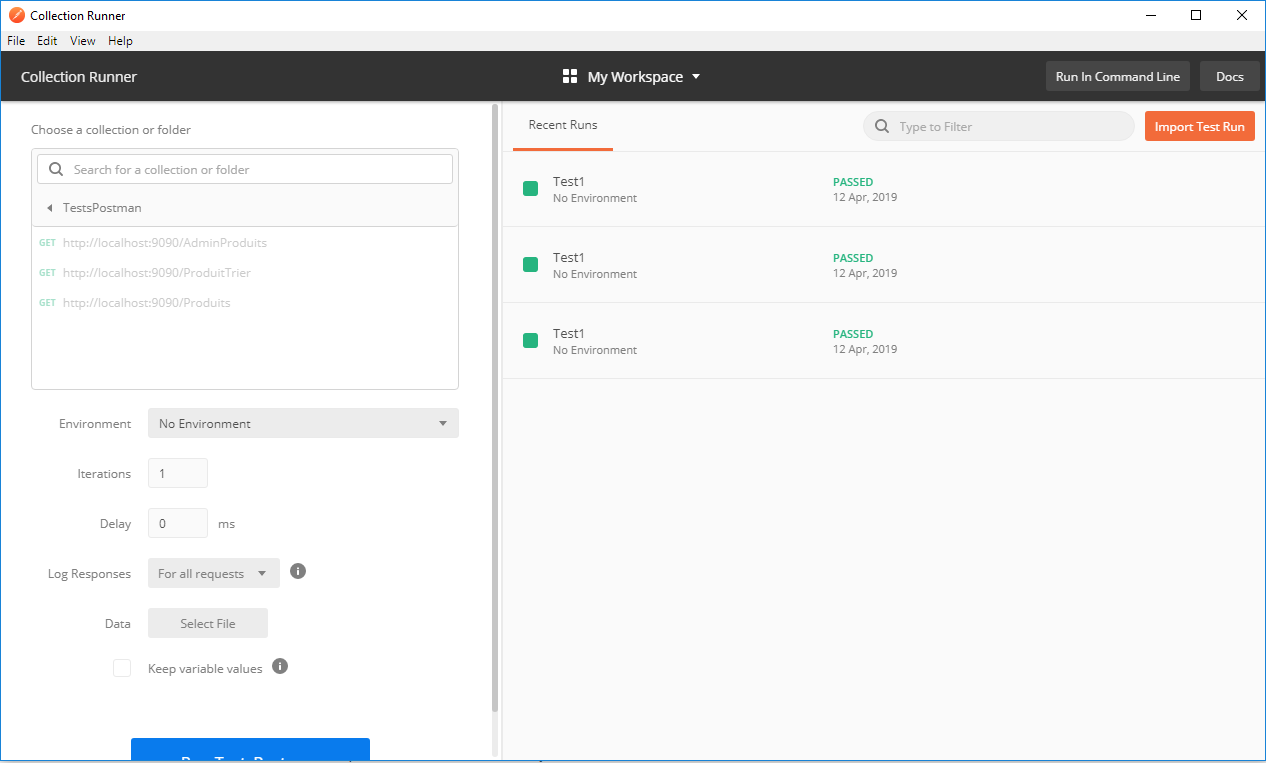 Collection Runner
File Edit View Help
Collection Runner
My Workspace
Run In Command Line
Docs
Choose a collection or folder
Search for a collection or folder
TestsPostman
GET http://localhost:9090/AdminProduits
GET http://localhost:9090/ProduitTrier
GET http://localhost:9090/Produits
Environment No Environment
Iterations 1
Delay 0 ms
Log Responses For all requests
Data Select File
Keep variable values
Recent Runs
Type to Filter
Import Test Run
Test1 PASSED
No Environment 12 Apr, 2019
Test1 PASSED
No Environment 12 Apr, 2019
Test1 PASSED
No Environment 12 Apr, 2019